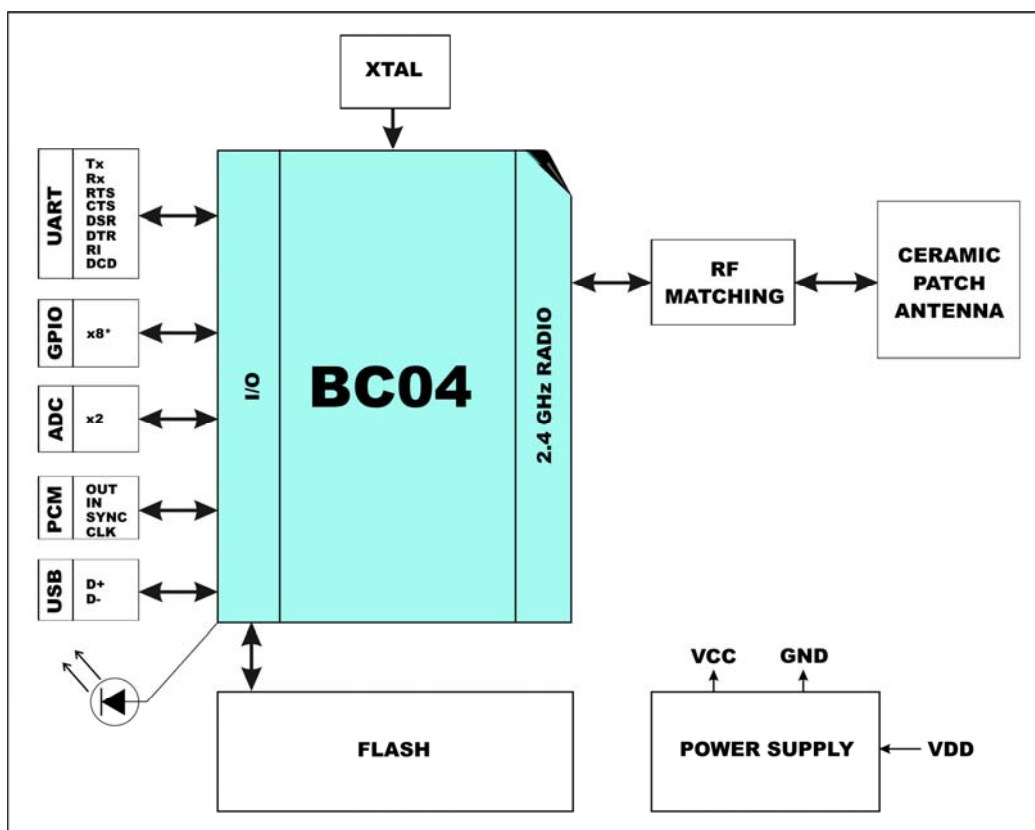 XTAL
UART
Tx
Rx
RTS
CTS
DSR
DTR
RI
DCD
GPIO
x8*
ADC
x2
PCM
OUT
IN
SYNC
CLK
USB
D+
D-
I/O
BC04
2.4 GHz RADIO
RF
MATCHING
CERAMIC
PATCH
ANTENNA
FLASH
VCC
GND
POWER SUPPLY
VDD